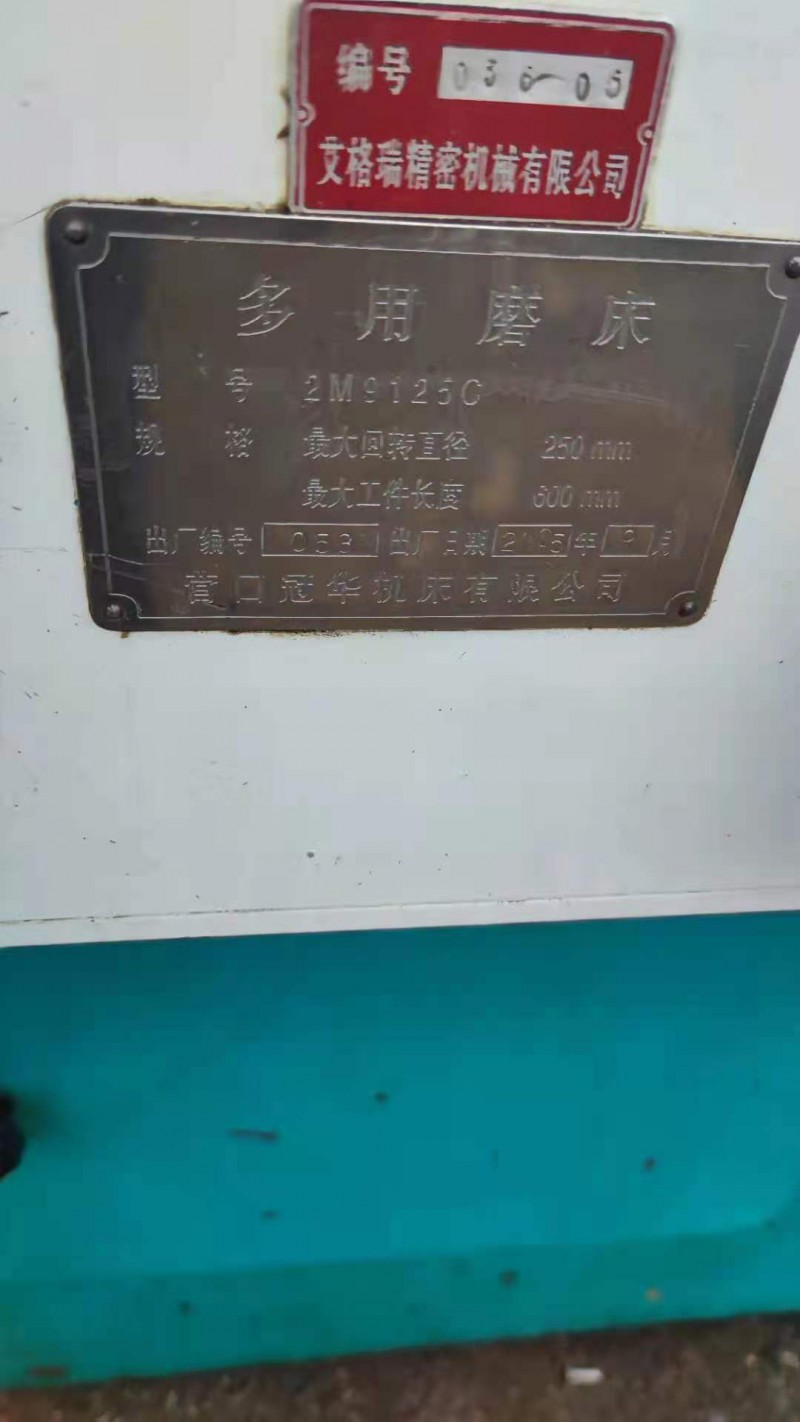 编号 036-05
艾格瑞精密机械有限公司
多用磨床
型号 2M9125C
规格 最大回转直径 250 mm
最大工件长度 600 mm
出厂编号 出厂日期 年 月
营口冠华机床有限公司